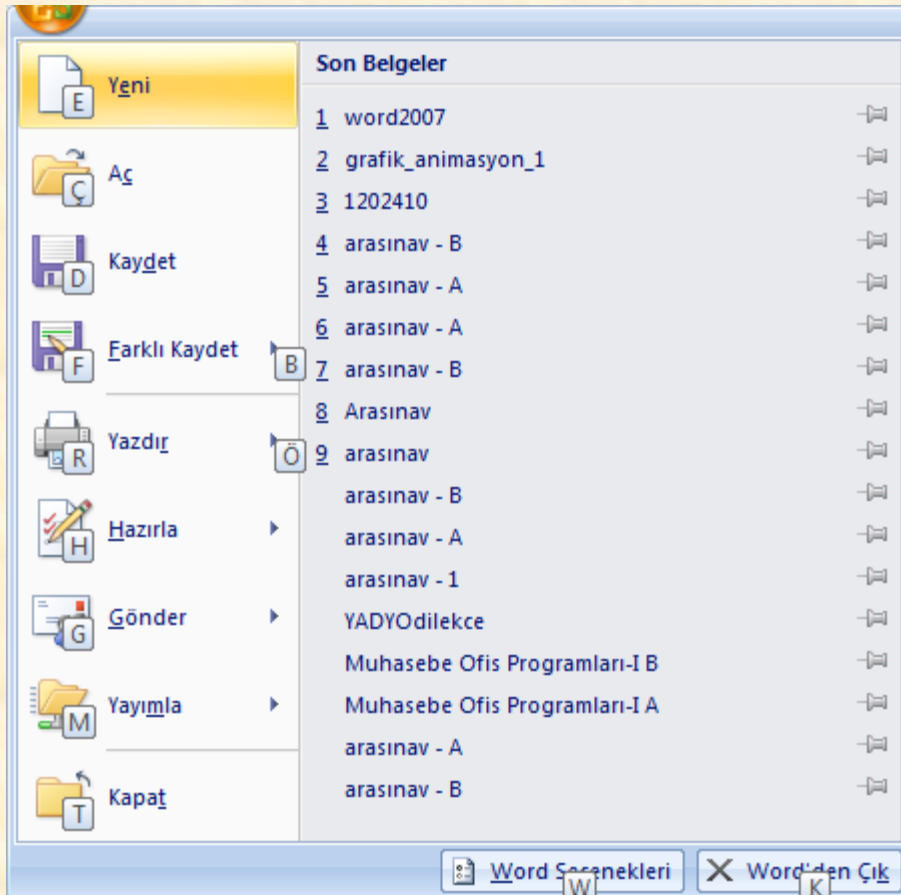 Yeni
E
Aç
Ç
Kaydet
D
Farklı Kaydet
F
B
Yazdır
R
Ö
Hazırla
H
Gönder
G
Yayımla
M
Kapat
T
Son Belgeler
1 word2007
2 grafik_animasyon_1
3 1202410
4 arasınav - B
5 arasınav - A
6 arasınav - A
7 arasınav - B
8 Arasınav
9 arasınav
arasınav - B
arasınav - A
arasınav - 1
YADYOdilekce
Muhasebe Ofis Programları-I B
Muhasebe Ofis Programları-I A
arasınav - A
arasınav - B
Word Seçenekleri
W
Word'den Çık
K